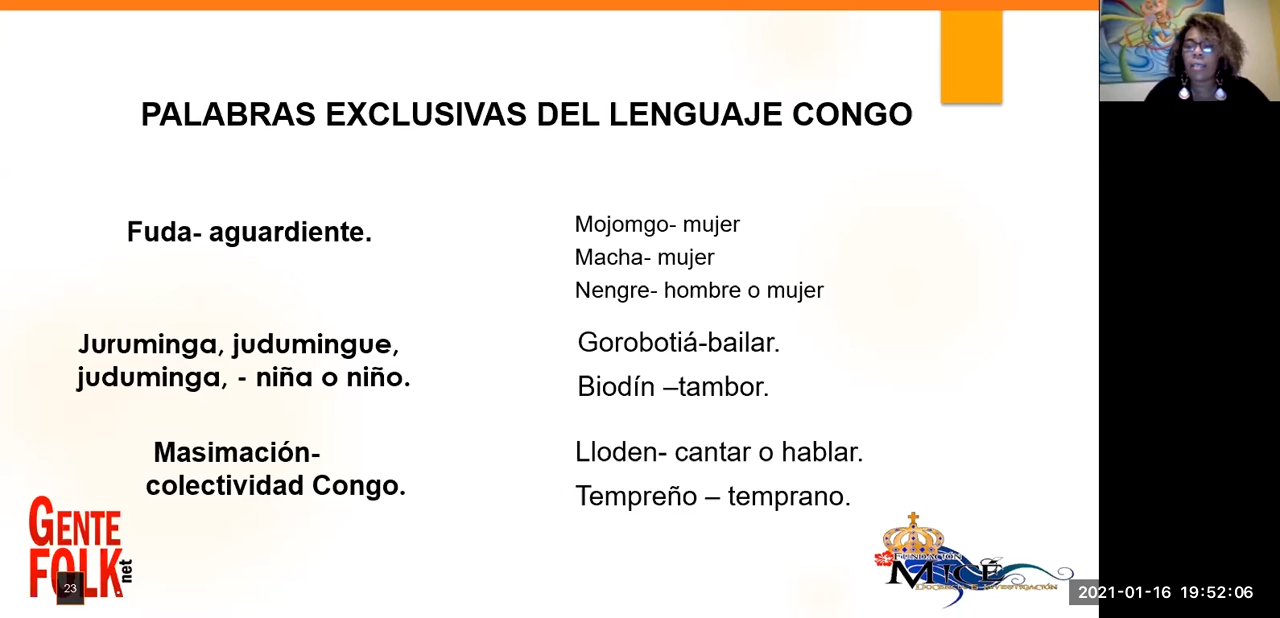 PALABRAS EXCLUSIVAS DEL LENGUAJE CONGO
Fuda- aguardiente.
Juruminga, judumingue,
juduminga, - niña o niño.
Masimación-
colectividad Congo.
Mojomgo- mujer
Macha- mujer
Nengre- hombre o mujer
Gorobotiá-bailar.
Biodín –tambor.
Lloden- cantar o hablar.
Tempreño – temprano.
GENTE
FOLK.net
23
FUNDACIÓN
MICÉ
2021-01-16 19:52:06